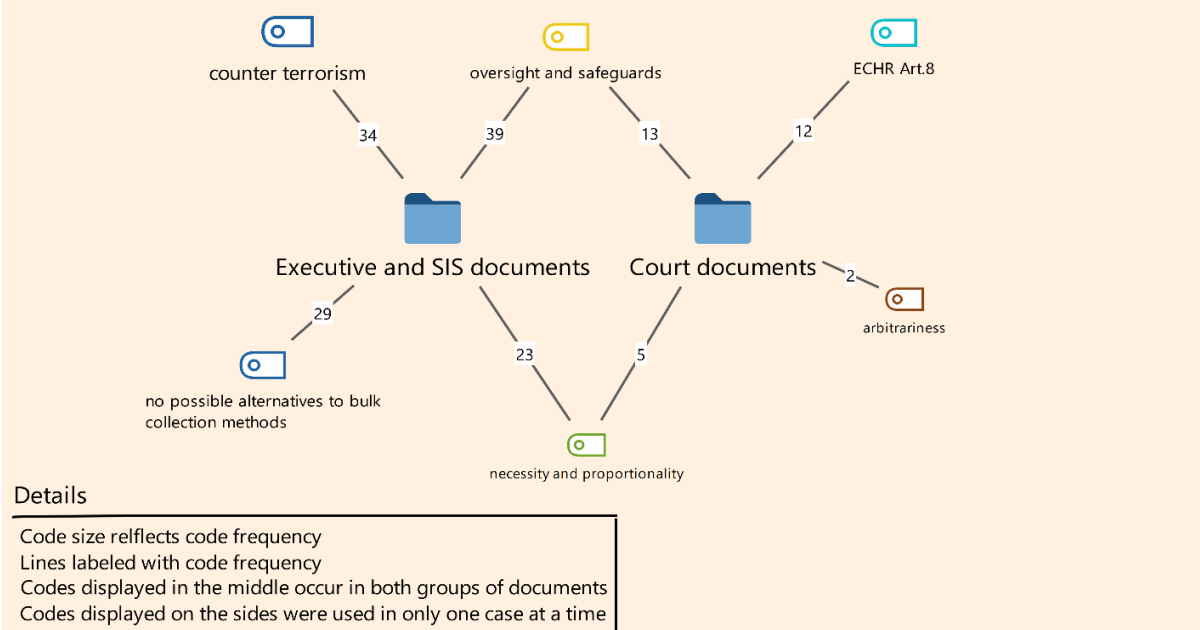 counter terrorism
oversight and safeguards
ECHR Art.8
34
39
13
12
Executive and SIS documents
Court documents
2
arbitrariness
29
23
5
no possible alternatives to bulk
collection methods
necessity and proportionality
Details
Code size relflects code frequency
Lines labeled with code frequency
Codes displayed in the middle occur in both groups of documents
Codes displayed on the sides were used in only one case at a time